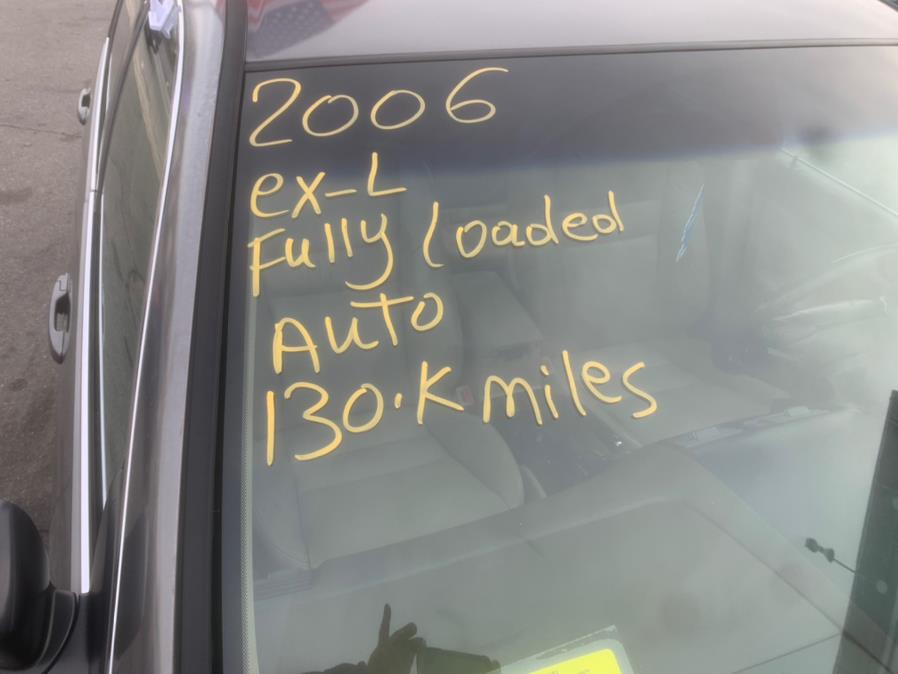 2006
ex-L
Fully loaded
Auto
130.K miles